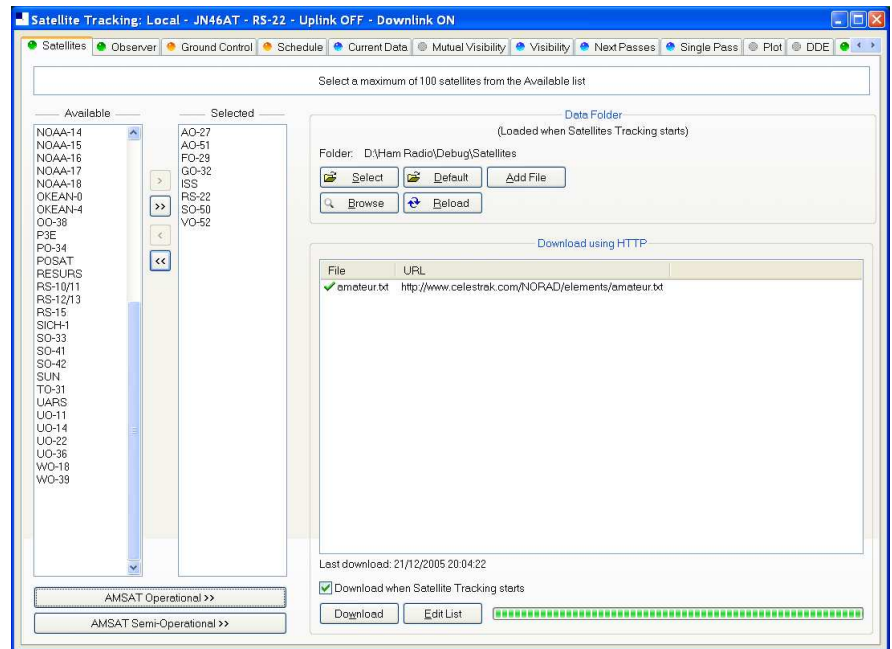 Satellite Tracking: Local - JN46AT - RS-22 - Uplink OFF - Downlink ON
Satellites Observer Ground Control Schedule Current Data Mutual Visibility Visibility Next Passes Single Pass Plot DDE
Select a maximum of 100 satellites from the Available list
Available
NOAA-14
NOAA-15
NOAA-16
NOAA-17
NOAA-18
OKEAN-0
OKEAN-4
OO-38
P3E
PO-34
POSAT
RESURS
RS-10/11
RS-12/13
RS-15
SICH-1
SO-33
SO-41
SO-42
SUN
TO-31
UARS
UO-11
UO-14
UO-22
UO-36
WO-18
WO-39
>
>>
<
<<
Selected
AO-27
AO-51
FO-29
GO-32
ISS
RS-22
SO-50
VO-52
AMSAT Operational >>
AMSAT Semi-Operational >>
Data Folder
(Loaded when Satellites Tracking starts)
Folder: D:\Ham Radio\Debug\Satellites
Select Default Add File
Browse Reload
Download using HTTP
File URL
amateur.txt http://www.celestrak.com/NORAD/elements/amateur.txt
Last download: 21/12/2005 20:04:22
Download when Satellite Tracking starts
Download Edit List